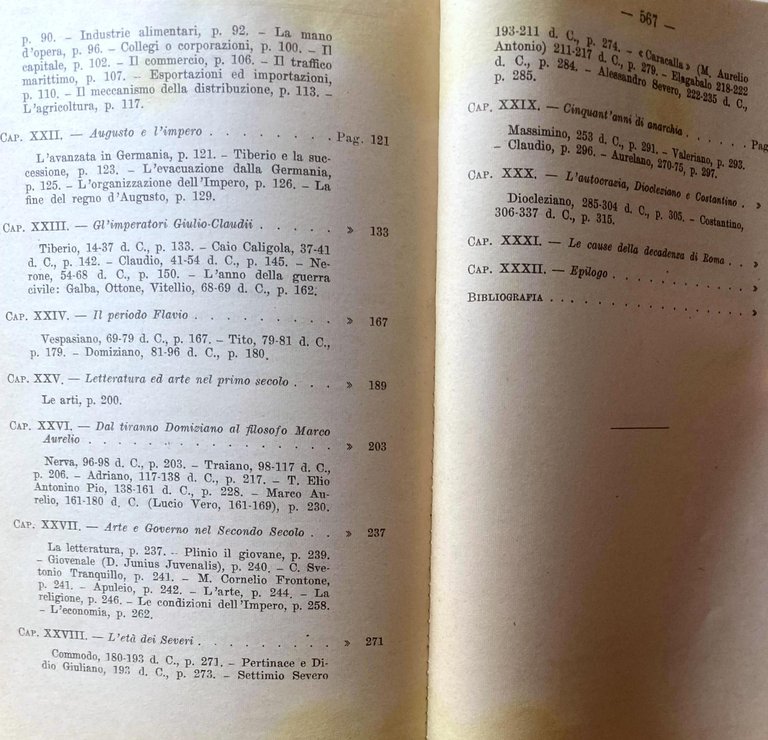 p. 90. - Industrie alimentari, p. 92. - La mano
d'opera, p. 96. - Collegi o corporazioni, p. 100. - Il
capitale, p. 102. - Il commercio, p. 106. - Il traffico
marittimo, p. 107. - Esportazioni ed importazioni,
p. 110. - Il meccanismo della distribuzione, p. 113. -
L'agricoltura, p. 117.
CAP. XXII. — Augusto e l'impero . . . . . . . . Pag. 121
L'avanzata in Germania, p. 121. - Tiberio e la suc-
cessione, p. 123. - L'evacuazione dalla Germania,
p. 125. - L'organizzazione dell'Impero, p. 126. - La
fine del regno d'Augusto, p. 129.
CAP. XXIII. — Gl'imperatori Giulio-Claudii . . . . . » 133
Tiberio, 14-37 d. C., p. 133. - Caio Caligola, 37-41
d. C., p. 142. - Claudio, 41-54 d. C., p. 145. - Ne-
rone, 54-68 d. C., p. 150. - L'anno della guerra
civile: Galba, Ottone, Vitellio, 68-69 d. C., p. 162.
CAP. XXIV. — Il periodo Flavio . . . . . . . . . » 167
Vespasiano, 69-79 d. C., p. 167. - Tito, 79-81 d. C.,
p. 179. - Domiziano, 81-96 d. C., p. 180.
CAP. XXV. — Letteratura ed arte nel primo secolo . . . » 189
Le arti, p. 200.
CAP. XXVI. — Dal tiranno Domiziano al filosofo Marco
Aurelio . . . . . . . . . . . . . . . . » 203
Nerva, 96-98 d. C., p. 203. - Traiano, 98-117 d. C.,
p. 206. - Adriano, 117-138 d. C., p. 217. - T. Elio
Antonino Pio, 138-161 d. C., p. 228. - Marco Au-
relio, 161-180 d. C. (Lucio Vero, 161-169), p. 230.
CAP. XXVII. — Arte e Governo nel Secondo Secolo . . » 237
La letteratura, p. 237. - Plinio il giovane, p. 239.
- Giovenale (D. Junius Juvenalis), p. 240. - C. Sve-
tonio Tranquillo, p. 241. - M. Cornelio Frontone,
p. 241. - Apuleio, p. 242. - L'arte, p. 244. - La
religione, p. 246. - Le condizioni dell'Impero, p. 258.
- L'economia, p. 262.
CAP. XXVIII. — L'età dei Severi . . . . . . . . . » 271
Commodo, 180-193 d. C., p. 271. - Pertinace e Di-
dio Giuliano, 193 d. C., p. 273. - Settimio Severo
— 567 —
193-211 d. C., p. 274. - « Caracalla » (M. Aurelio
Antonio) 211-217 d. C., p. 279. - Elagabalo 218-222
d. C., p. 284. - Alessandro Severo, 222-235 d. C.,
p. 285.
CAP. XXIX. — Cinquant'anni di anarchia . . . . . Pag
Massimino, 253 d. C., p. 291. - Valeriano, p. 293.
- Claudio, p. 296. - Aurelano, 270-75, p. 297.
CAP. XXX. — L'autocrazia, Diocleziano e Costantino . »
Diocleziano, 285-304 d. C., p. 305. - Costantino,
306-337 d. C., p. 315.
CAP. XXXI. — Le cause della decadenza di Roma . . »
CAP. XXXII. — Epilogo . . . . . . . . . . . »
BIBLIOGRAFIA . . . . . . . . . . . . . . . »